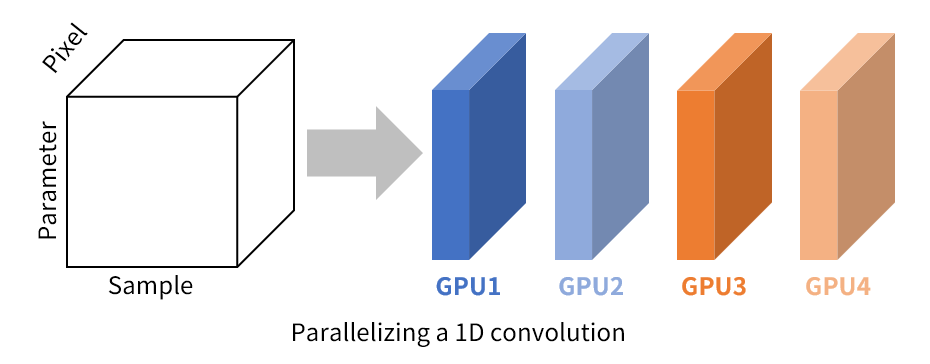 Pixel
Parameter
Sample
GPU1
GPU2
GPU3
GPU4
Parallelizing a 1D convolution